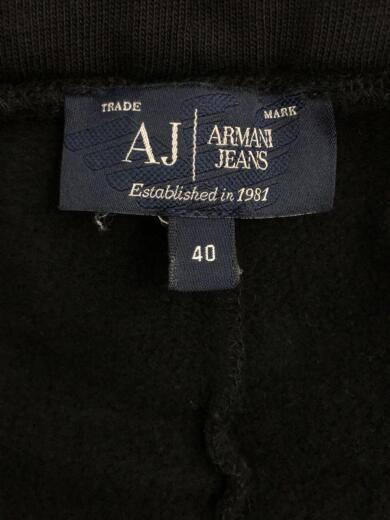 TRADE MARK
AJ ARMANI
JEANS
Established in 1981
40